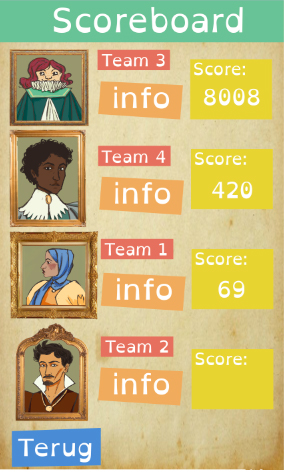 Scoreboard
Team 3
info
Score:
8008
Team 4
info
Score:
420
Team 1
info
Score:
69
Team 2
info
Score:
Terug